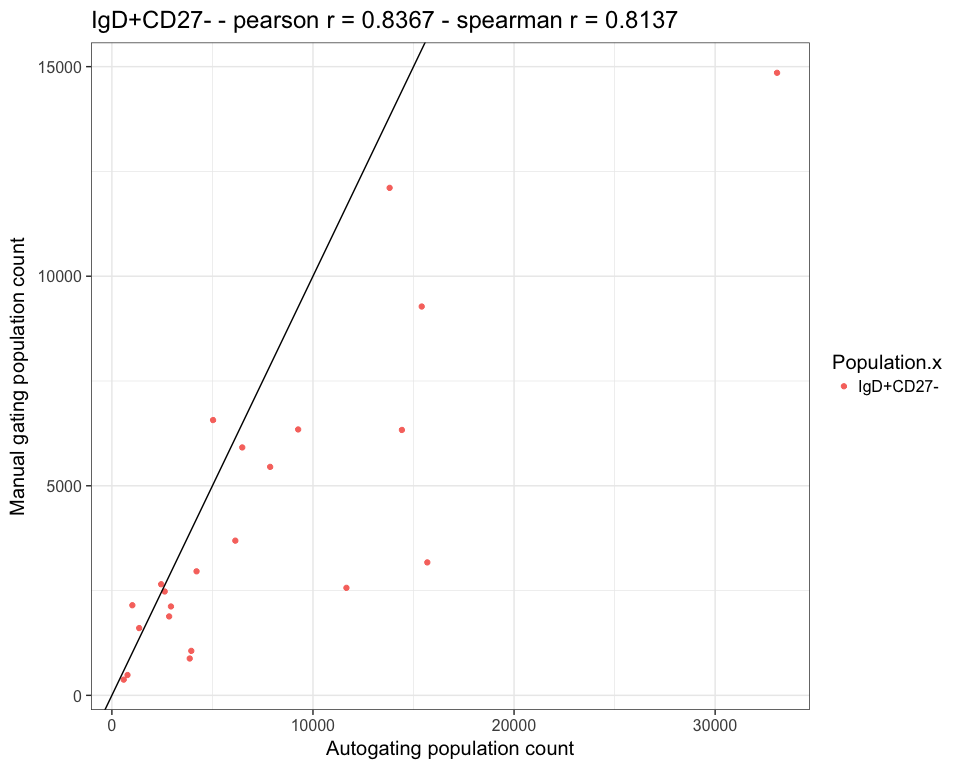 IgD+CD27- - pearson r = 0.8367 - spearman r = 0.8137
15000
10000
5000
0
Manual gating population count
0
10000
20000
30000
Autogating population count
Population.x
IgD+CD27-